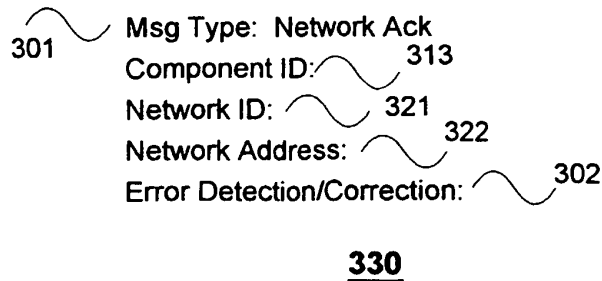 301 Msg Type: Network Ack
Component ID: 313
Network ID: 321
Network Address: 322
Error Detection/Correction: 302
330